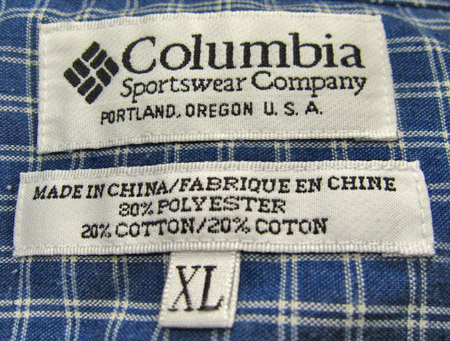 Columbia
Sportswear Company
PORTLAND, OREGON U. S. A.
MADE IN CHINA/FABRIQUE EN CHINE
80% POLYESTER
20% COTTON/20% COTON
XL